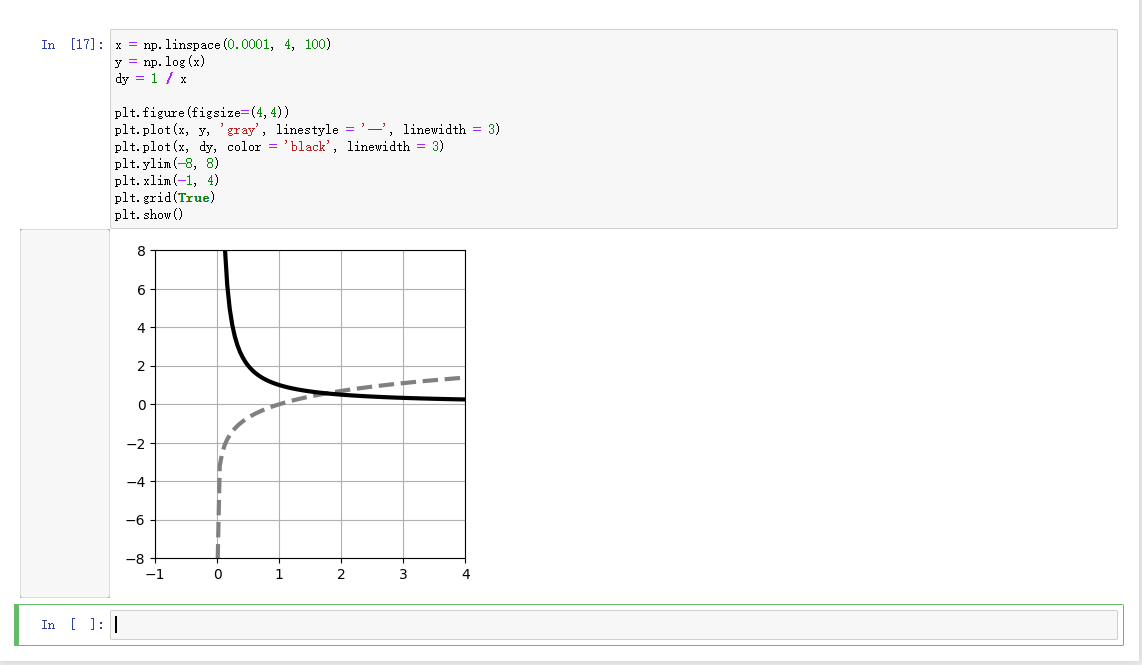 In [17]:
x = np.linspace(0.0001, 4, 100)
y = np.log(x)
dy = 1 / x
plt.figure(figsize=(4,4))
plt.plot(x, y, 'gray', linestyle = '--', linewidth = 3)
plt.plot(x, dy, color = 'black', linewidth = 3)
plt.ylim(-8, 8)
plt.xlim(-1, 4)
plt.grid(True)
plt.show()
8
6
4
2
0
−2
−4
−6
−8
−1 0 1 2 3 4
In [ ]: